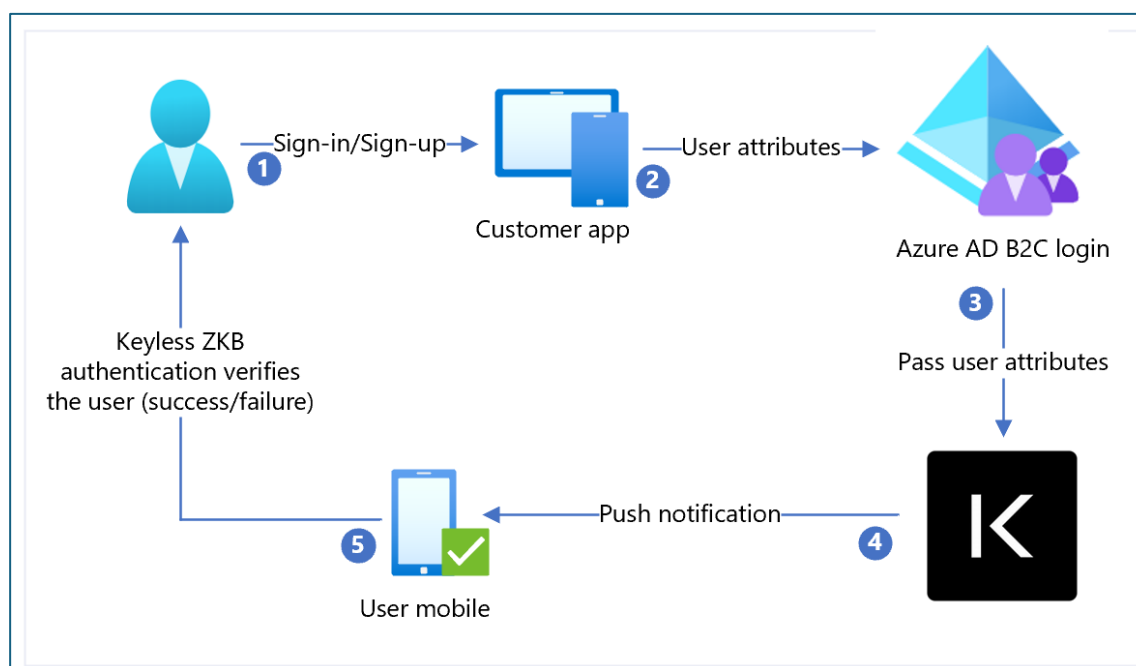 Sign-in/Sign-up
1
Customer app
2
User attributes
Azure AD B2C login
3
Pass user attributes
K
4
Push notification
User mobile
5
Keyless ZKB
authentication verifies
the user (success/failure)